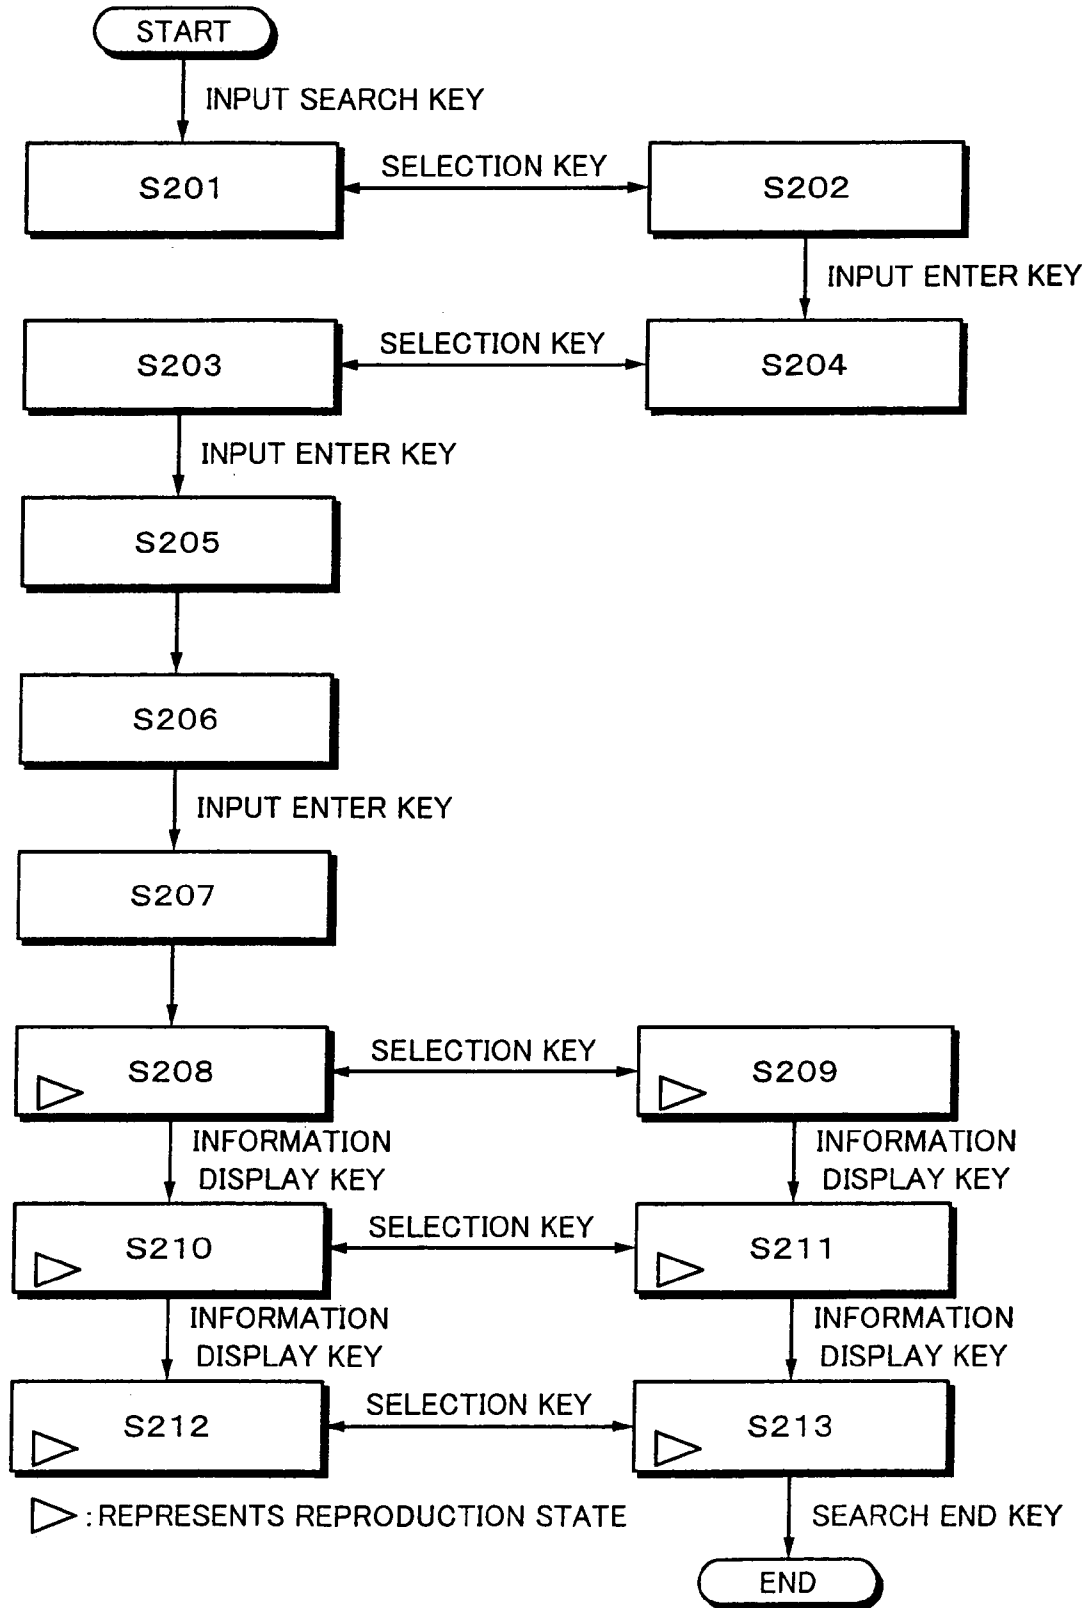 START
INPUT SEARCH KEY
S201
SELECTION KEY
S202
INPUT ENTER KEY
S203
SELECTION KEY
S204
INPUT ENTER KEY
S205
S206
INPUT ENTER KEY
S207
S208
SELECTION KEY
S209
INFORMATION
DISPLAY KEY
INFORMATION
DISPLAY KEY
S210
SELECTION KEY
S211
INFORMATION
DISPLAY KEY
INFORMATION
DISPLAY KEY
S212
SELECTION KEY
S213
:REPRESENTS REPRODUCTION STATE
SEARCH END KEY
END